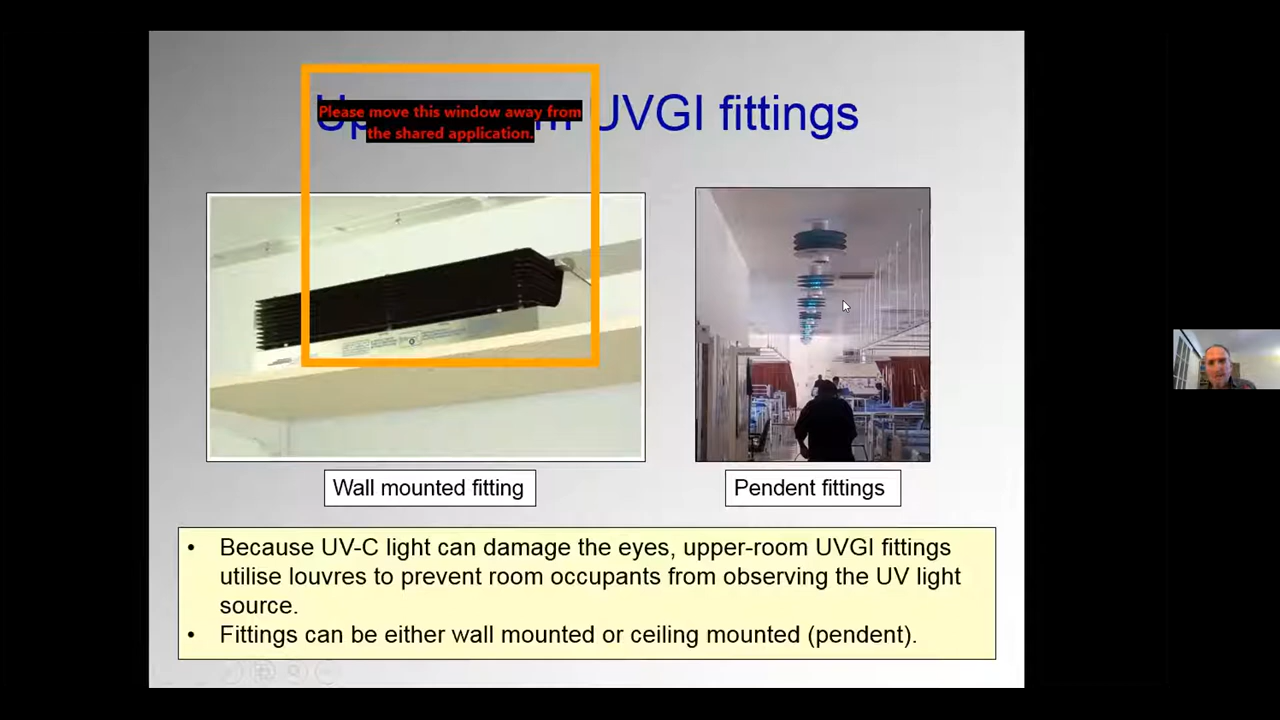 Please move this window away from
the shared application.
UVGI fittings
Wall mounted fitting
Pendent fittings
• Because UV-C light can damage the eyes, upper-room UVGI fittings
utilise louvres to prevent room occupants from observing the UV light
source.
• Fittings can be either wall mounted or ceiling mounted (pendent).